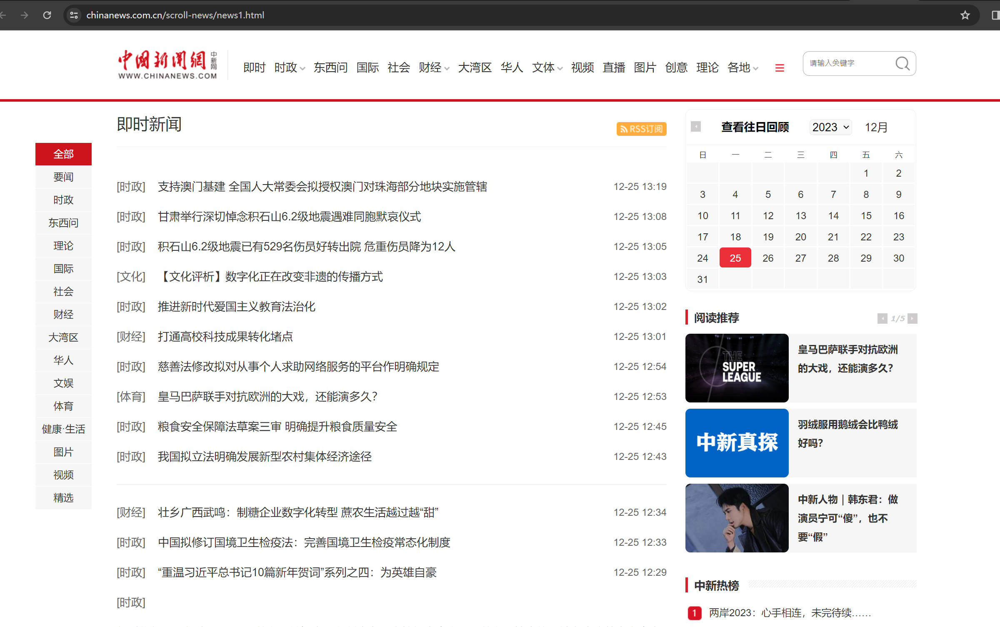 chinanews.com.cn/scroll-news/news1.html
中國新聞網 中新网
WWW.CHINANEWS.COM
即时 时政 东西问 国际 社会 财经 大湾区 华人 文体 视频 直播 图片 创意 理论 各地
请输入关键字
即时新闻
RSS订阅
全部
要闻
时政
东西问
理论
国际
社会
财经
大湾区
华人
文娱
体育
健康·生活
图片
视频
精选
[时政] 支持澳门基建 全国人大常委会拟授权澳门对珠海部分地块实施管辖 12-25 13:19
[时政] 甘肃举行深切悼念积石山6.2级地震遇难同胞默哀仪式 12-25 13:08
[时政] 积石山6.2级地震已有529名伤员好转出院 危重伤员降为12人 12-25 13:05
[文化] 【文化评析】数字化正在改变非遗的传播方式 12-25 13:03
[时政] 推进新时代爱国主义教育法治化 12-25 13:02
[财经] 打通高校科技成果转化堵点 12-25 13:01
[时政] 慈善法修改拟对从事个人求助网络服务的平台作明确规定 12-25 12:54
[体育] 皇马巴萨联手对抗欧洲的大戏，还能演多久？ 12-25 12:53
[时政] 粮食安全保障法草案三审 明确提升粮食质量安全 12-25 12:45
[时政] 我国拟立法明确发展新型农村集体经济途径 12-25 12:43
[财经] 壮乡广西武鸣：制糖企业数字化转型 蔗农生活越过越“甜” 12-25 12:34
[时政] 中国拟修订国境卫生检疫法：完善国境卫生检疫常态化制度 12-25 12:33
[时政] “重温习近平总书记10篇新年贺词”系列之四：为英雄自豪 12-25 12:29
[时政]
查看往日回顾 2023 12月
日 一 二 三 四 五 六
1 2
3 4 5 6 7 8 9
10 11 12 13 14 15 16
17 18 19 20 21 22 23
24 25 26 27 28 29 30
31
阅读推荐 1/5
THE
SUPER
LEAGUE
皇马巴萨联手对抗欧洲
的大戏，还能演多久？
中新真探
羽绒服用鹅绒会比鸭绒
好吗？
中新人物｜韩东君：做
演员宁可“傻”，也不
要“假”
中新热榜
1 两岸2023：心手相连，未完待续……